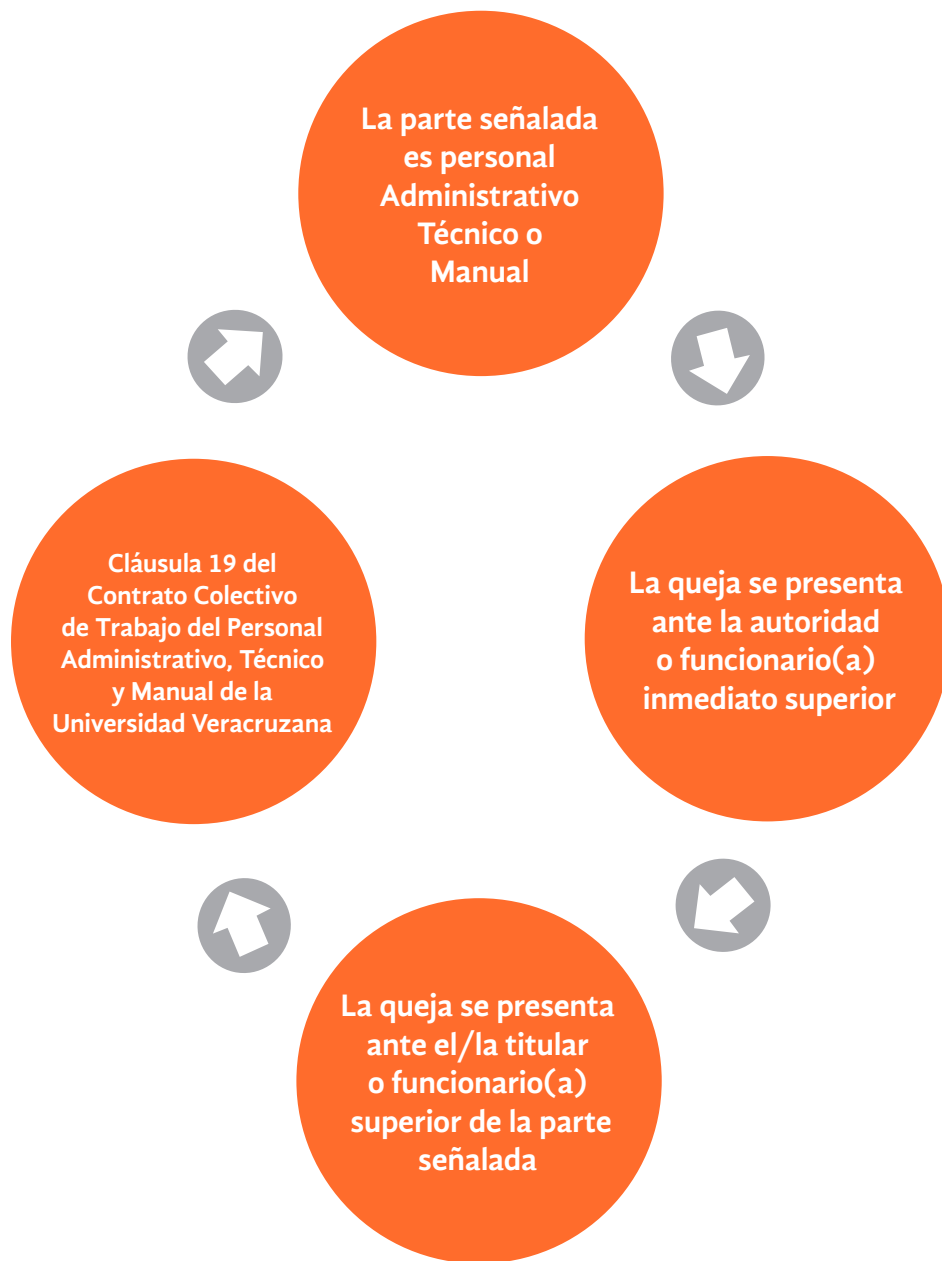 La parte señalada
es personal
Administrativo
Técnico o
Manual
La queja se presenta
ante la autoridad
o funcionario(a)
inmediato superior
La queja se presenta
ante el/la titular
o funcionario(a)
superior de la parte
señalada
Cláusula 19 del
Contrato Colectivo
de Trabajo del Personal
Administrativo, Técnico
y Manual de la
Universidad Veracruzana